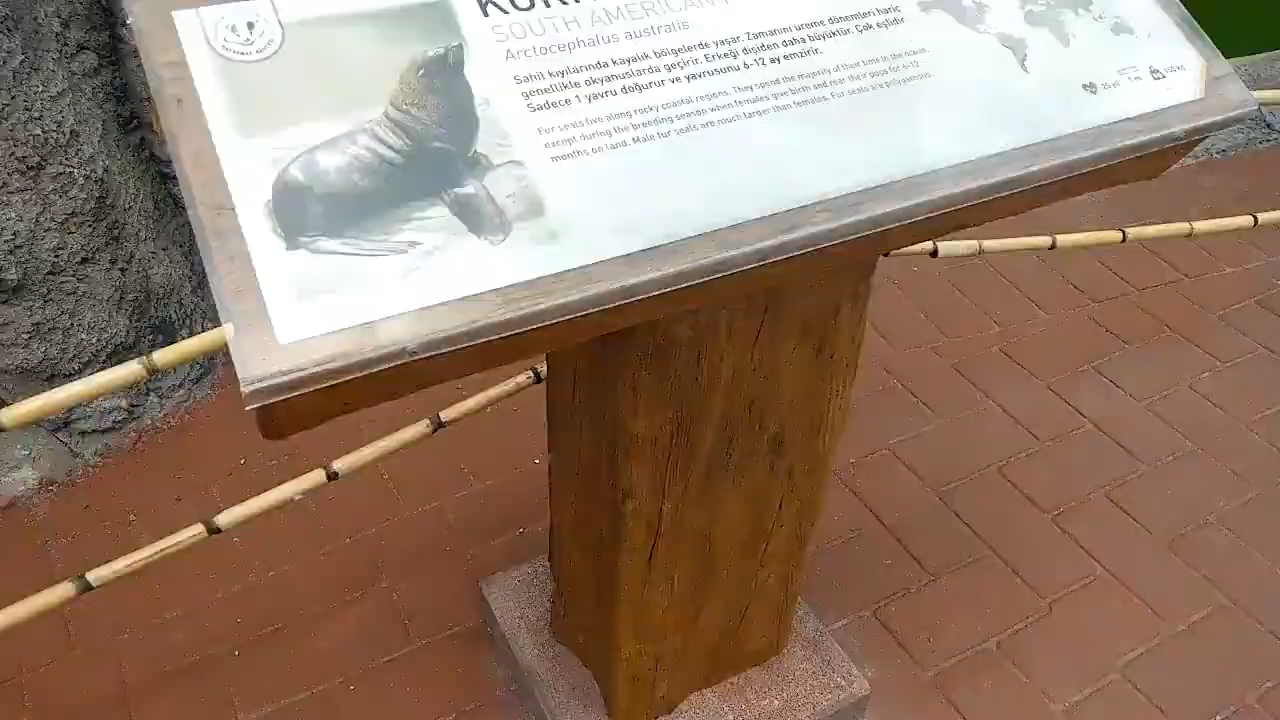 SOUTH AMERICAN
Arctocephalus australis
Sahil kıyılarında kayalık bölgelerde yaşar. Zamanını üreme dönemleri hariç
genellikle okyanuslarda geçirir. Erkeği dişiden daha büyüktür. Çok eşlidir
Sadece 1 yavru doğurur ve yavrusunu 6-12 ay emzirir.
Fur seals live along rocky coastal regions. They spend the majority of their time in the ocean,
except during the breeding season when females give birth and rear their pups for 6-12
months on land. Male fur seals are much larger than females. Fur seals are polygamous.